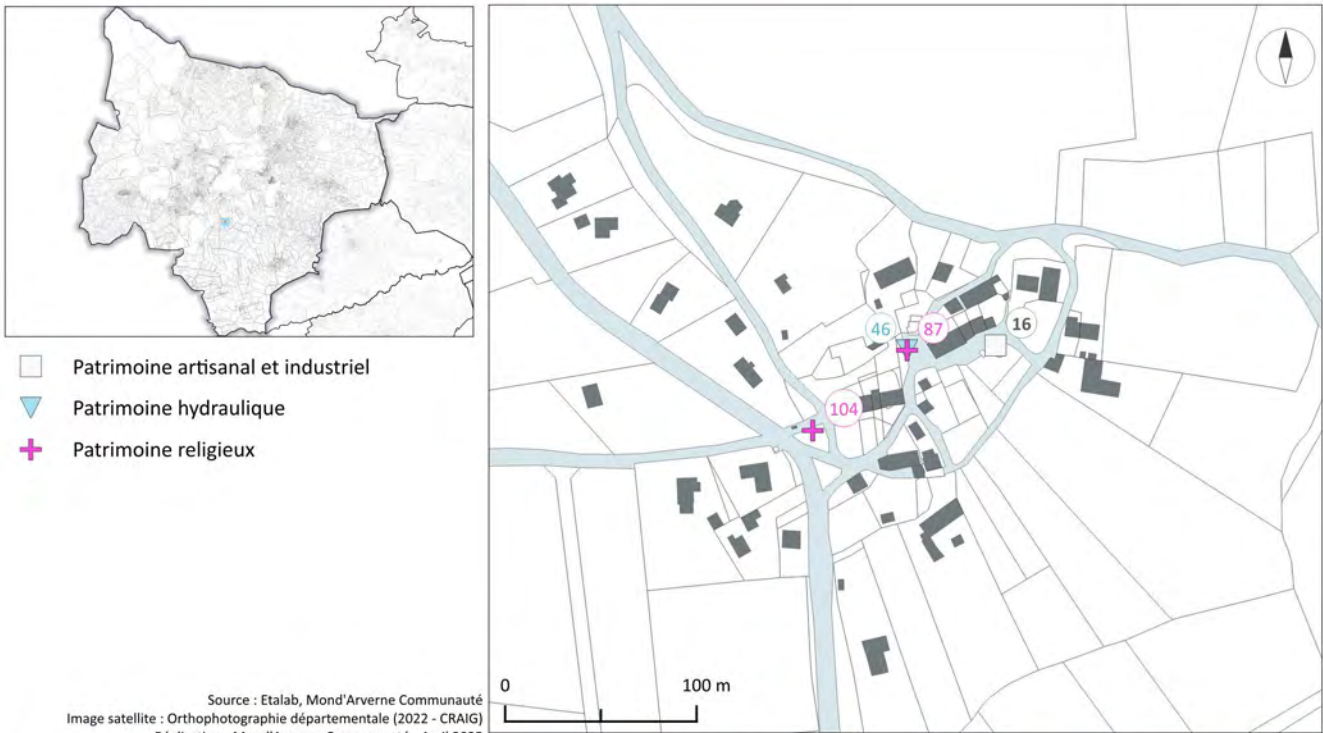 Patrimoine artisanal et industriel
Patrimoine hydraulique
Patrimoine religieux
Source : Etalab, Mond'Arverne Communauté
Image satellite : Orthophotographie départementale (2022 - CRAIG)
46
87
16
104
0 100 m